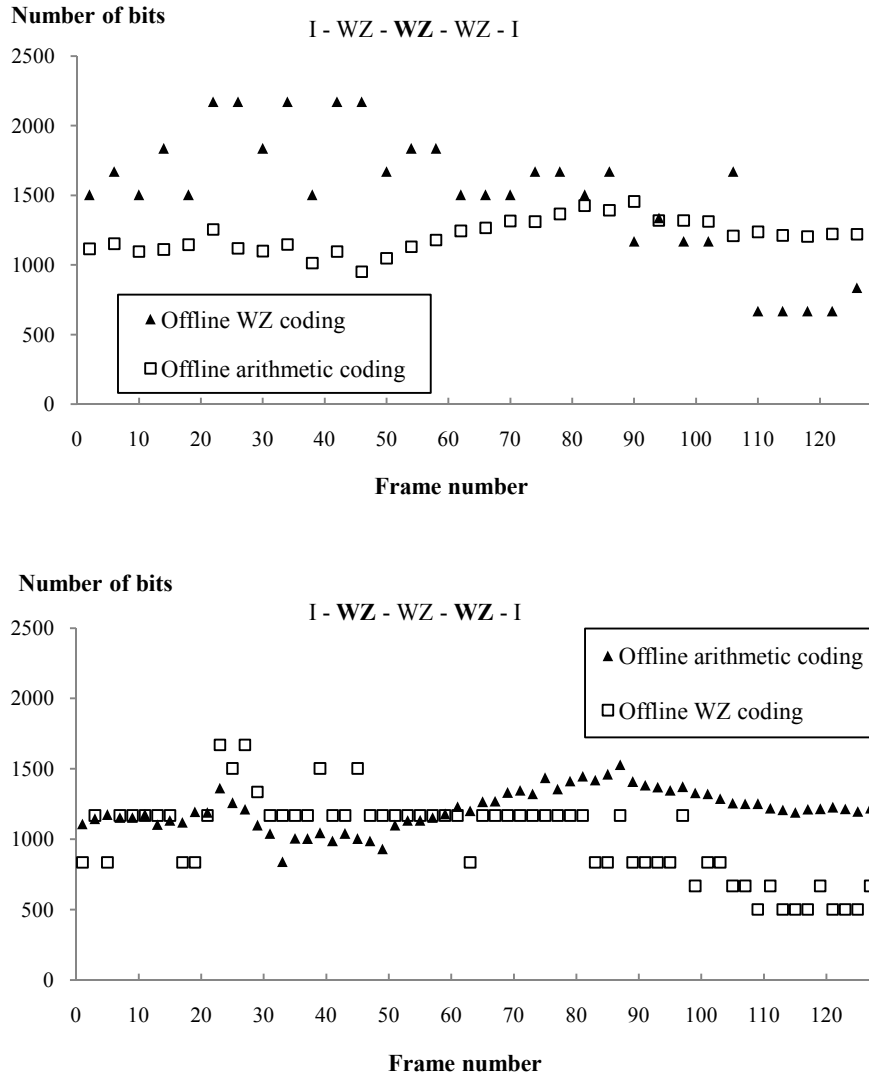 Number of bits
I - WZ - WZ - WZ - I
2500
2000
1500
1000
500
0
Offline WZ coding
Offline arithmetic coding
0 10 20 30 40 50 60 70 80 90 100 110 120
Frame number
Number of bits
I - WZ - WZ - WZ - I
2500
2000
1500
1000
500
0
Offline arithmetic coding
Offline WZ coding
0 10 20 30 40 50 60 70 80 90 100 110 120
Frame number